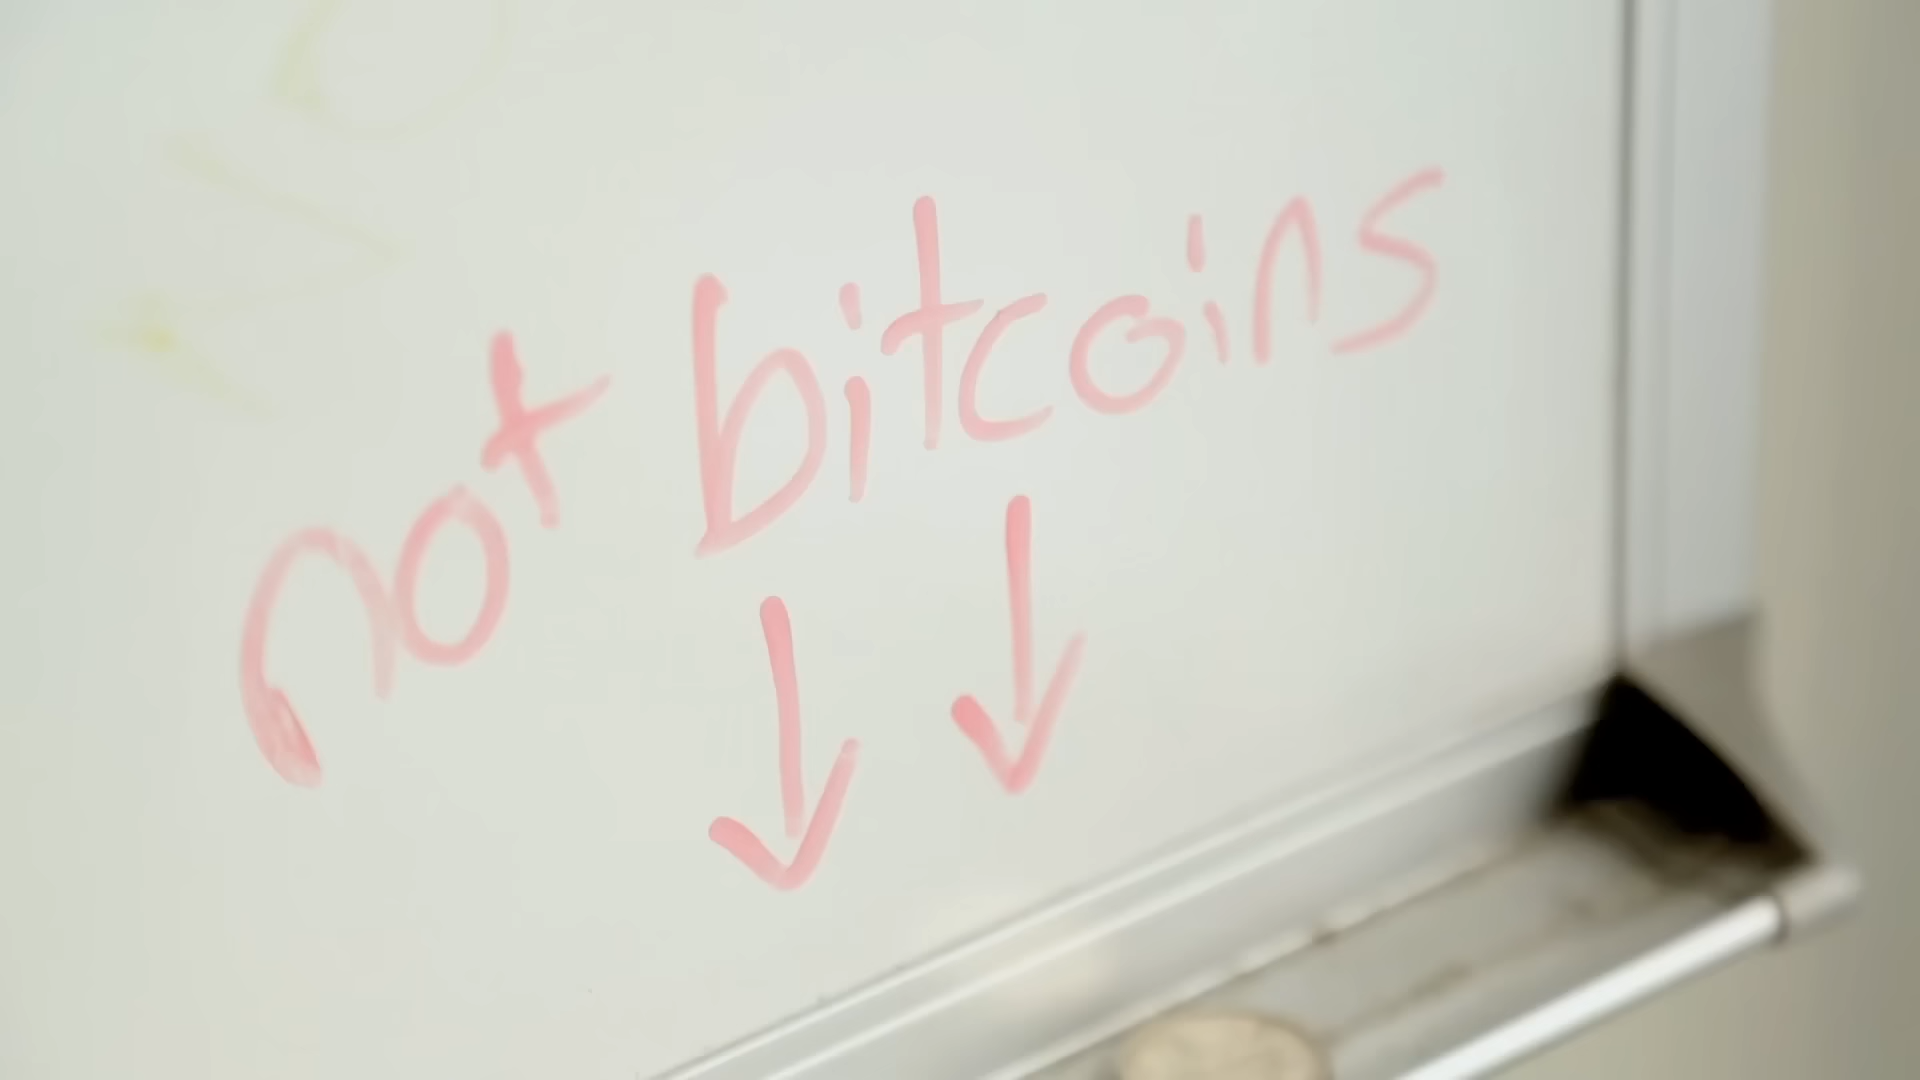 not bitcoins
↓ ↓